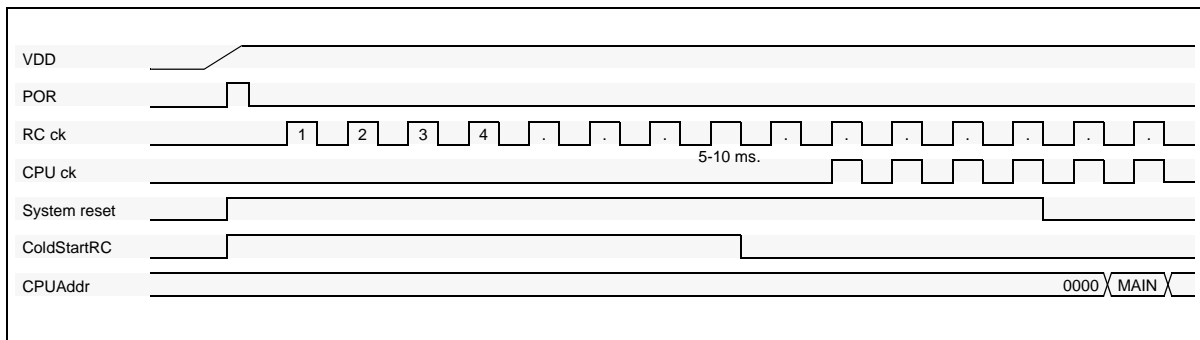 VDD
POR
RC ck 1 2 3 4 . . . . . . . . . .
5-10 ms.
CPU ck
System reset
ColdStartRC
CPUAddr 0000 MAIN